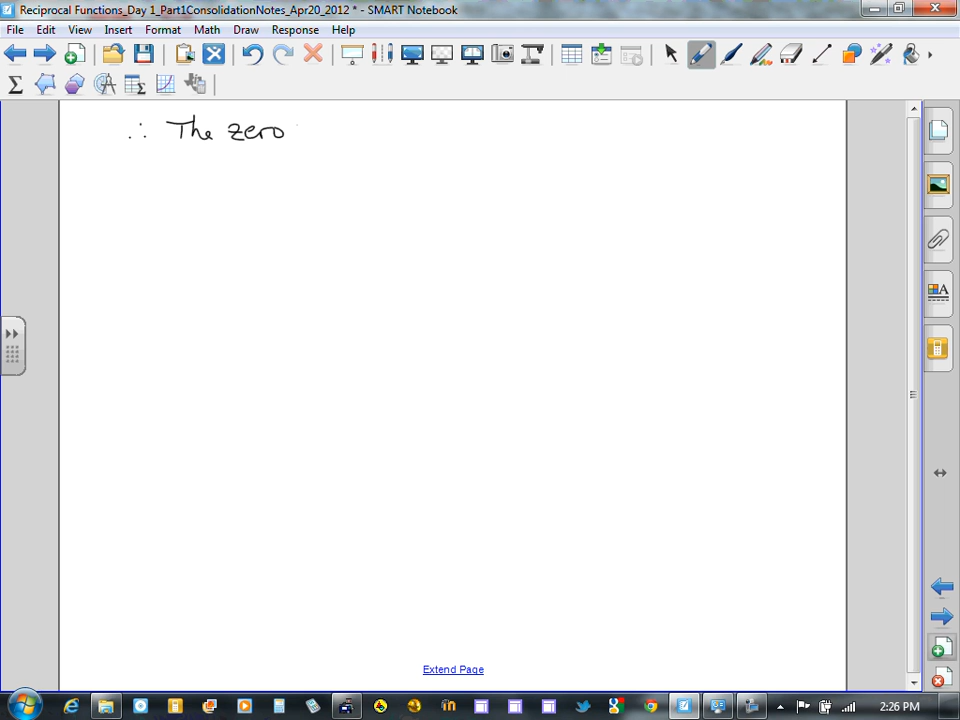 Reciprocal Functions_Day 1_Part1ConsolidationNotes_Apr20_2012 * - SMART Notebook
File Edit View Insert Format Math Draw Response Help
∴ The zero
Extend Page
2:26 PM